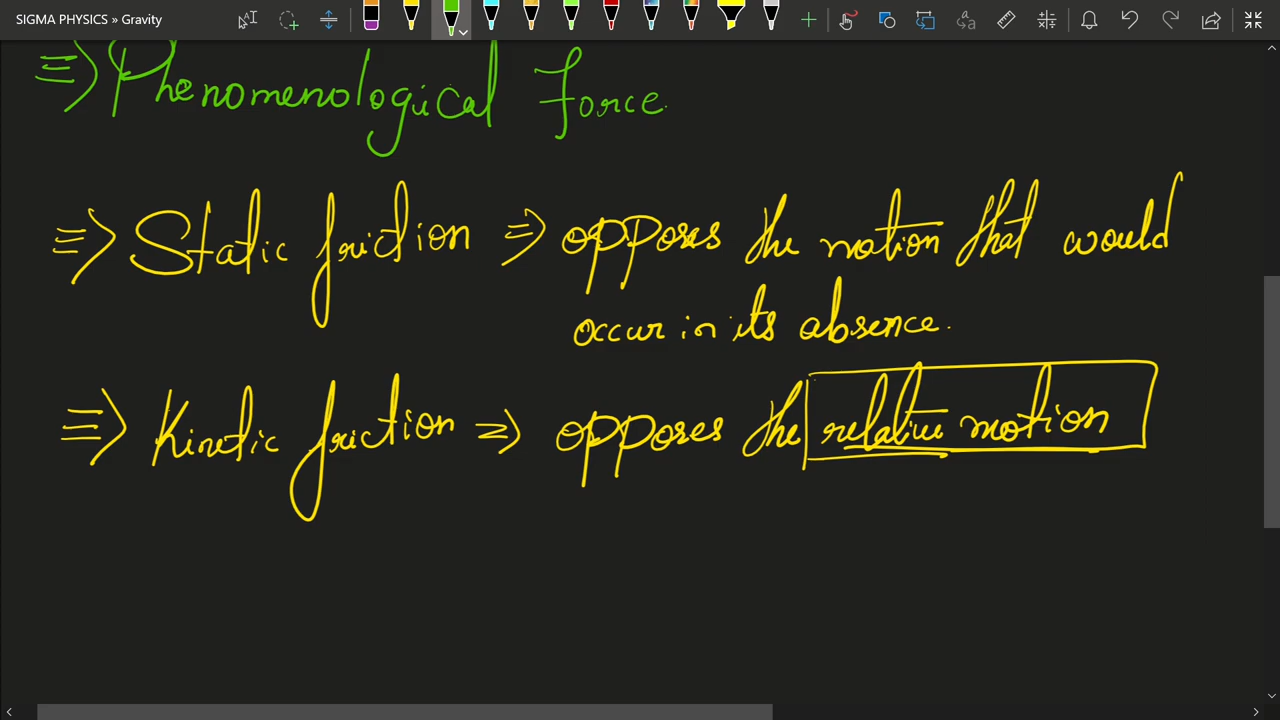 SIGMA PHYSICS » Gravity
⇒ Phenomenological Force.
⇒ Static friction ⇒ opposes the motion that would
occur in its absence.
⇒ Kinetic friction ⇒ opposes the relative motion